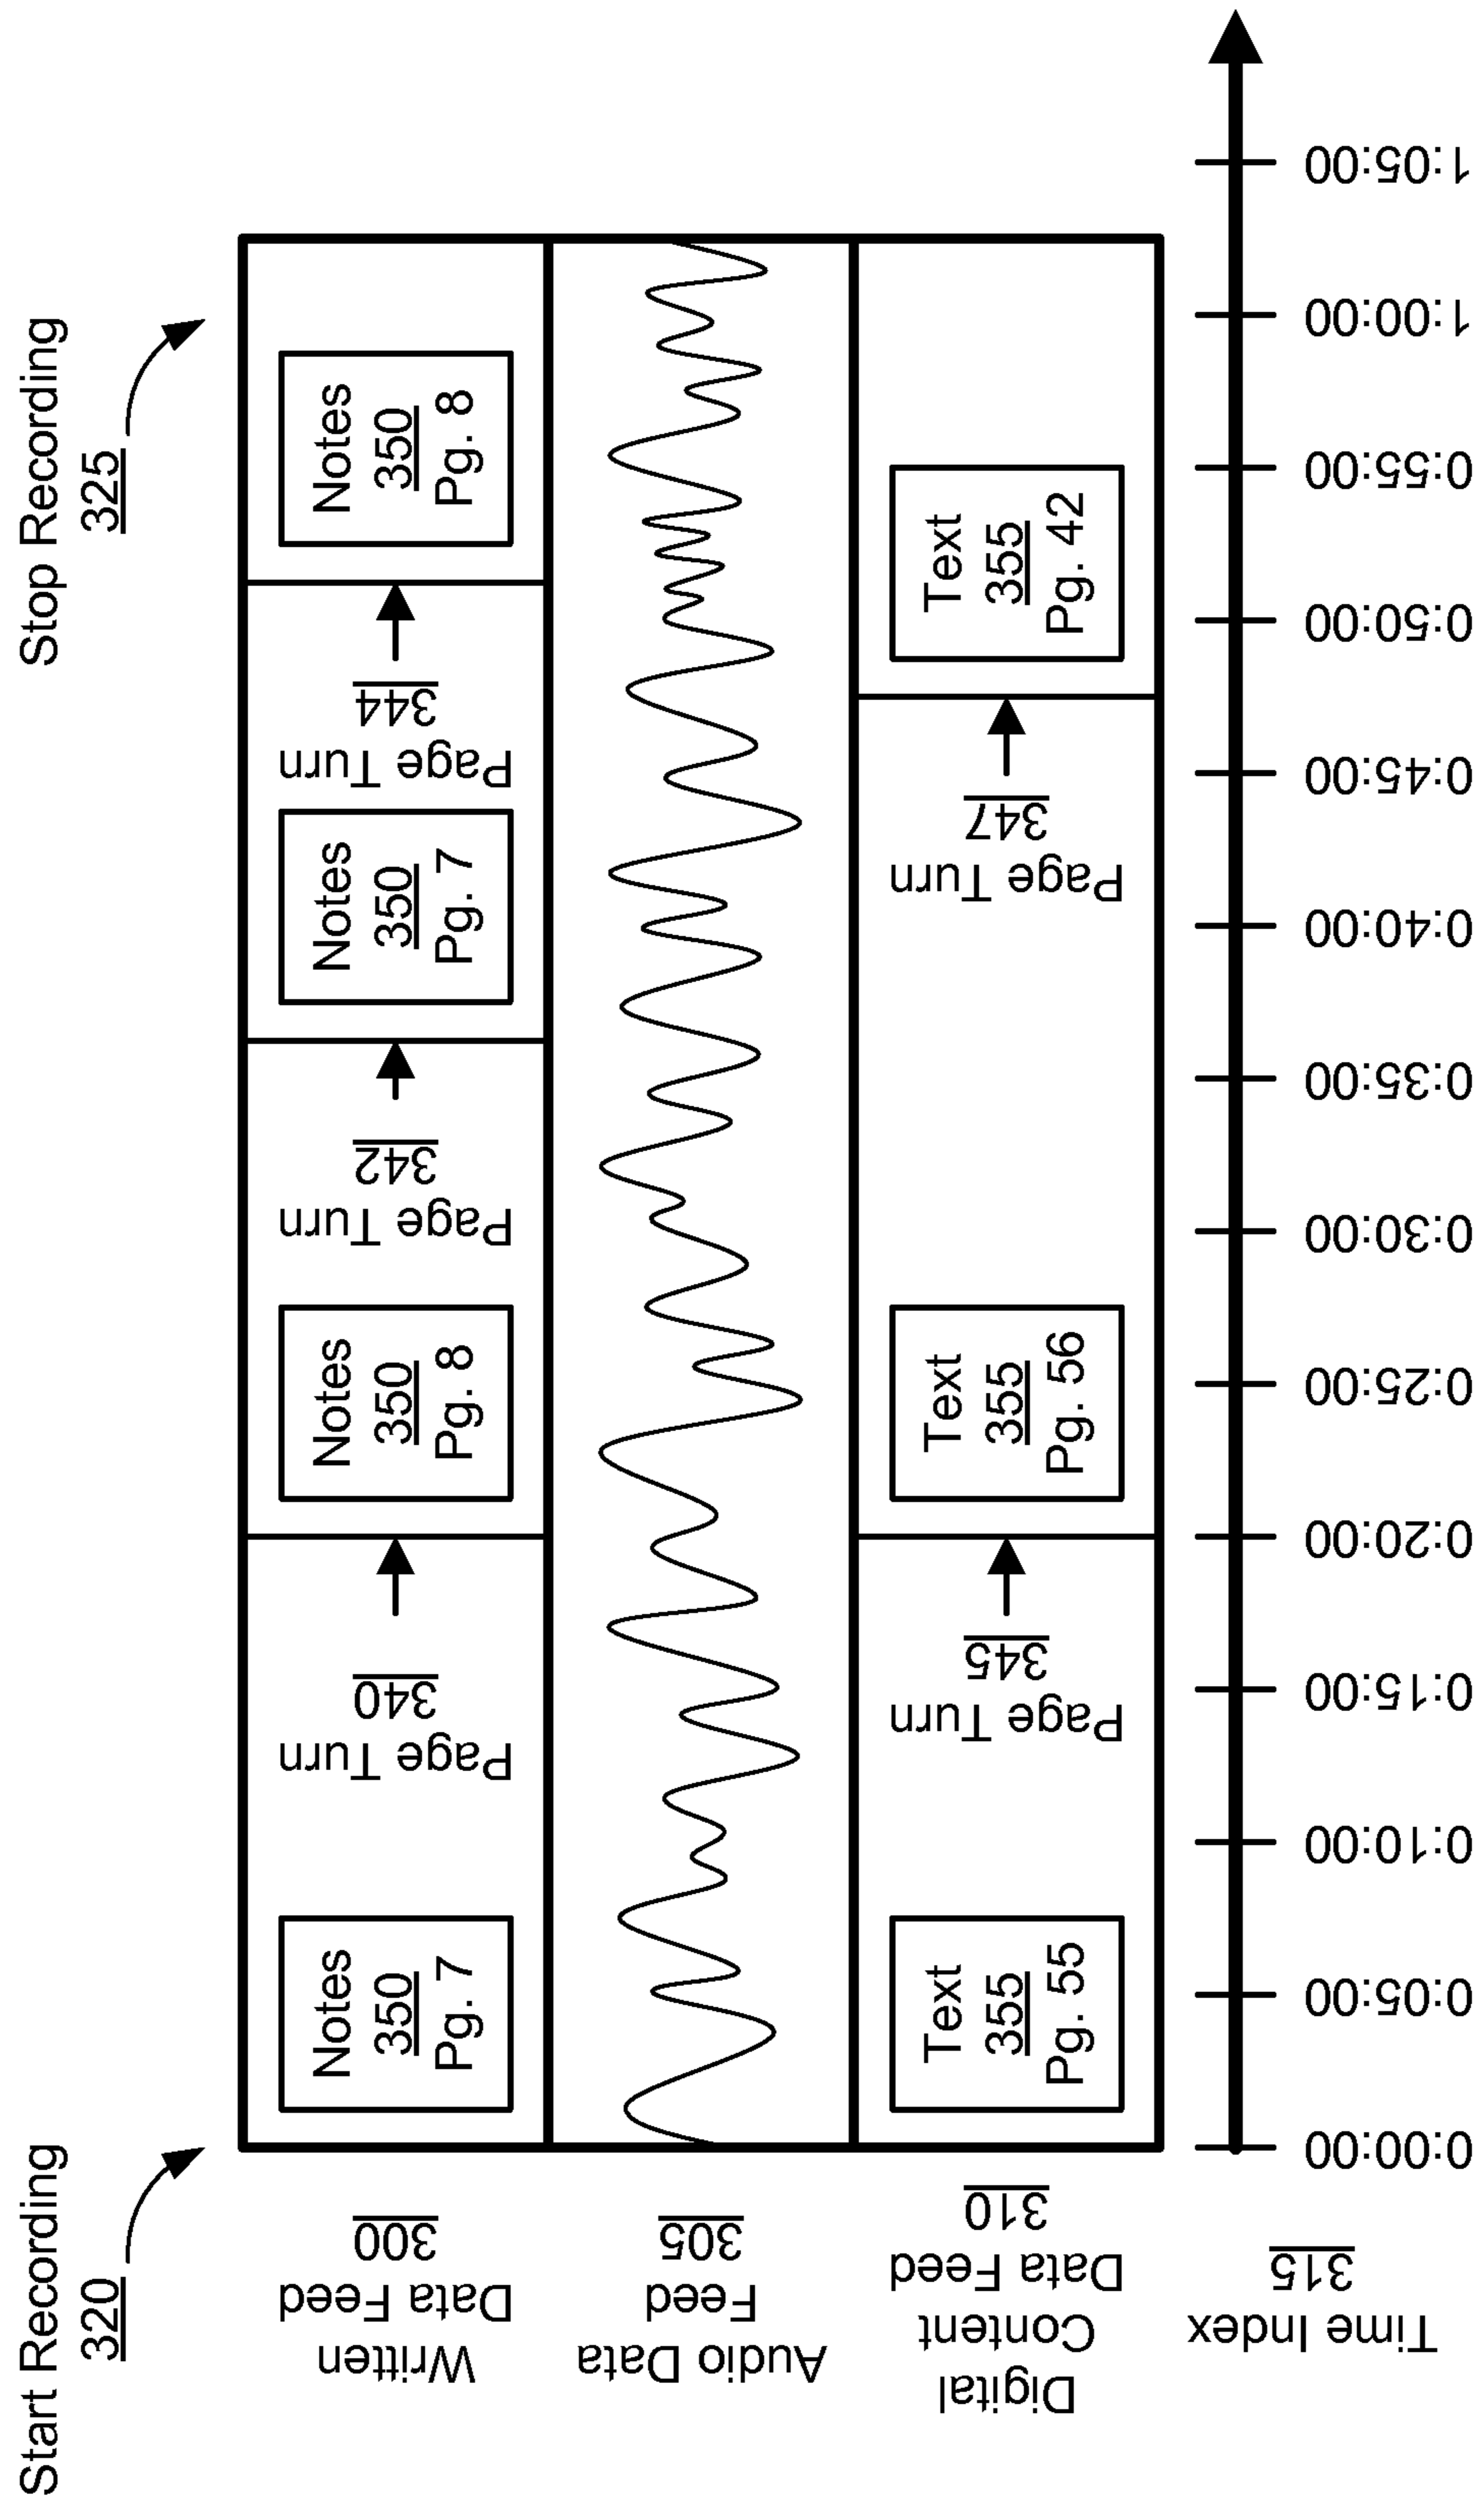 Start Recording
320
Stop Recording
325
Written
Data Feed
300
Notes
350
Pg. 7
Page Turn
340
Notes
350
Pg. 8
Page Turn
342
Notes
350
Pg. 7
Page Turn
344
Notes
350
Pg. 8
Audio Data
Feed
305
Digital
Content
Data Feed
310
Text
355
Pg. 55
Page Turn
345
Text
355
Pg. 56
Page Turn
347
Text
355
Pg. 42
Time Index
315
0:00:00
0:05:00
0:10:00
0:15:00
0:20:00
0:25:00
0:30:00
0:35:00
0:40:00
0:45:00
0:50:00
0:55:00
1:00:00
1:05:00